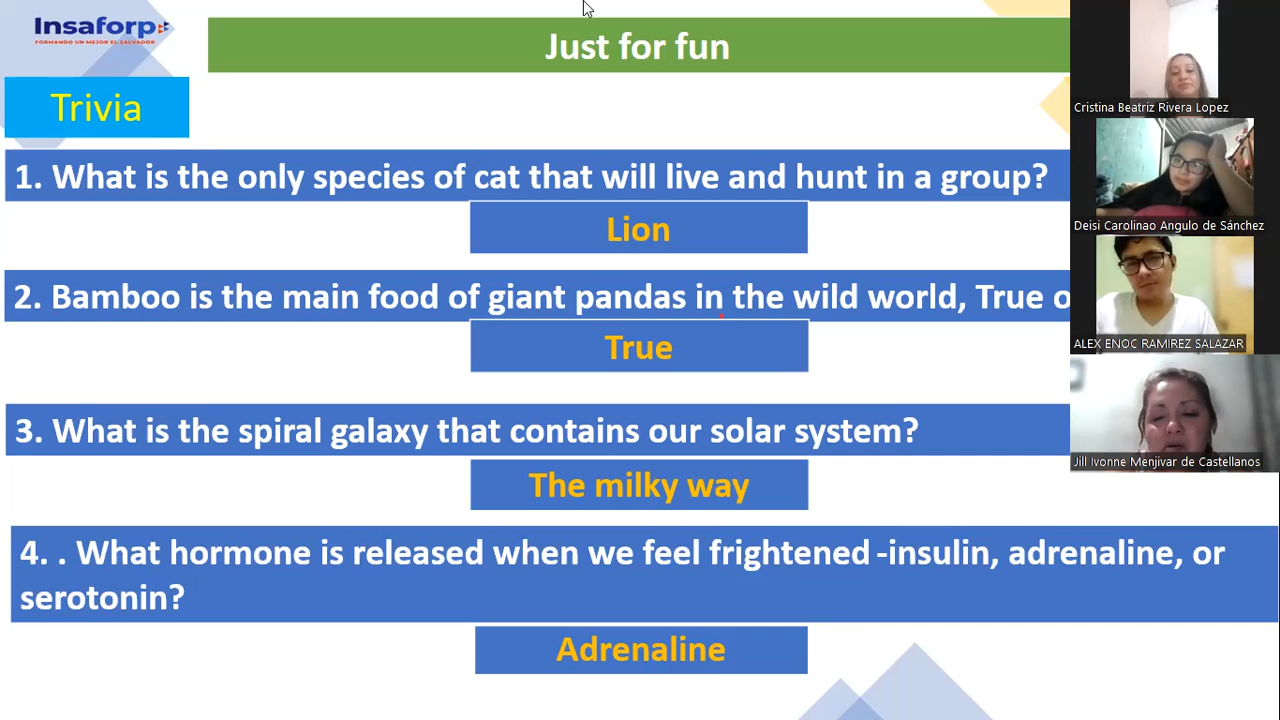 Insaforp
FORMANDO UN MEJOR EL SALVADOR
Just for fun
Trivia
1. What is the only species of cat that will live and hunt in a group?
Lion
2. Bamboo is the main food of giant pandas in the wild world, True o
True
3. What is the spiral galaxy that contains our solar system?
The milky way
4. . What hormone is released when we feel frightened -insulin, adrenaline, or
serotonin?
Adrenaline
Cristina Beatriz Rivera Lopez
Deisi Carolinao Angulo de Sánchez
ALEX ENOC RAMIREZ SALAZAR
Jill Ivonne Menjivar de Castellanos